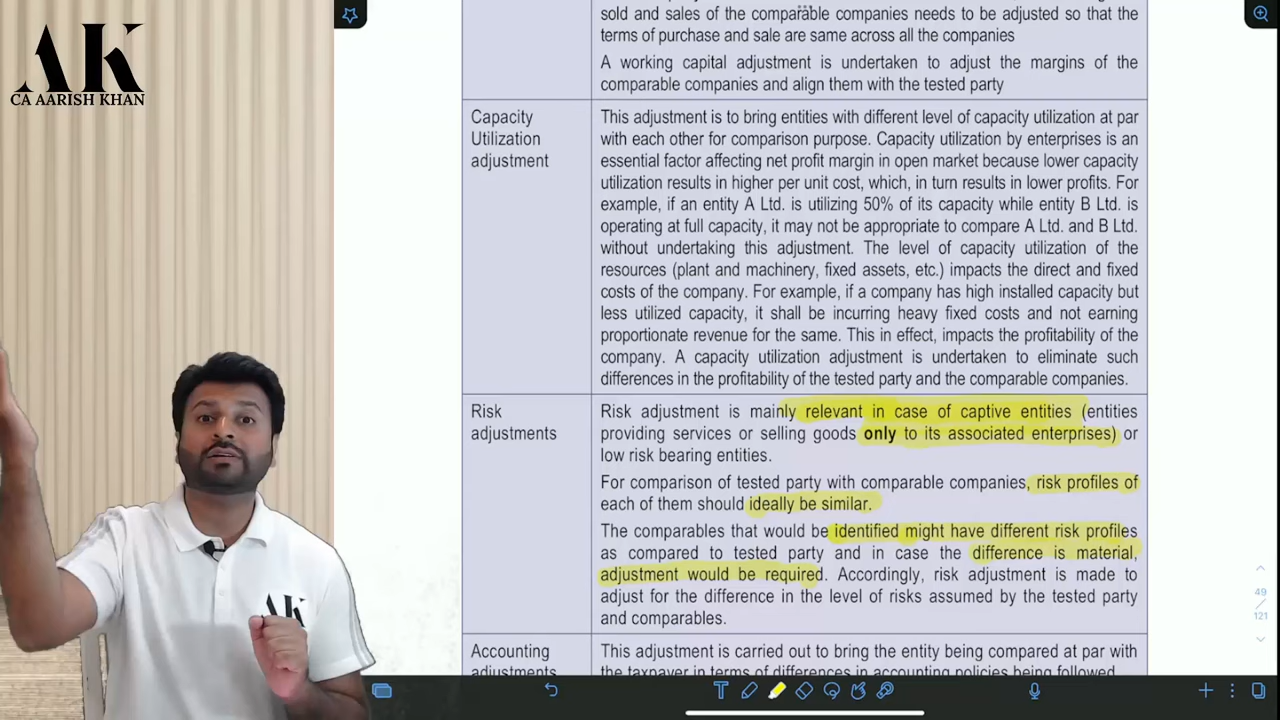 AK
CA AARISH KHAN
sold and sales of the comparable companies needs to be adjusted so that the
terms of purchase and sale are same across all the companies
A working capital adjustment is undertaken to adjust the margins of the
comparable companies and align them with the tested party
Capacity
Utilization
adjustment
This adjustment is to bring entities with different level of capacity utilization at par
with each other for comparison purpose. Capacity utilization by enterprises is an
essential factor affecting net profit margin in open market because lower capacity
utilization results in higher per unit cost, which, in turn results in lower profits. For
example, if an entity A Ltd. is utilizing 50% of its capacity while entity B Ltd. is
operating at full capacity, it may not be appropriate to compare A Ltd. and B Ltd.
without undertaking this adjustment. The level of capacity utilization of the
resources (plant and machinery, fixed assets, etc.) impacts the direct and fixed
costs of the company. For example, if a company has high installed capacity but
less utilized capacity, it shall be incurring heavy fixed costs and not earning
proportionate revenue for the same. This in effect, impacts the profitability of the
company. A capacity utilization adjustment is undertaken to eliminate such
differences in the profitability of the tested party and the comparable companies.
Risk
adjustments
Risk adjustment is mainly relevant in case of captive entities (entities
providing services or selling goods only to its associated enterprises) or
low risk bearing entities.
For comparison of tested party with comparable companies, risk profiles of
each of them should ideally be similar.
The comparables that would be identified might have different risk profiles
as compared to tested party and in case the difference is material,
adjustment would be required. Accordingly, risk adjustment is made to
adjust for the difference in the level of risks assumed by the tested party
and comparables.
Accounting
adjustments
This adjustment is carried out to bring the entity being compared at par with
the taxpayer in terms of differences in accounting policies being followed
AK
49
/
121